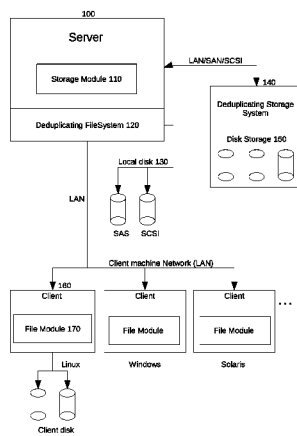 100
Server
Storage Module 110
LAN/SAN/SCSI
Deduplicating FileSystem 120
140
Deduplicating Storage
System
Disk Storage 150
Local disk 130
LAN
SAS
SCSI
Client machine Network (LAN)
160
Client
Client
Client
File Module 170
File Module
File Module
...
Linux
Windows
Solaris
Client disk